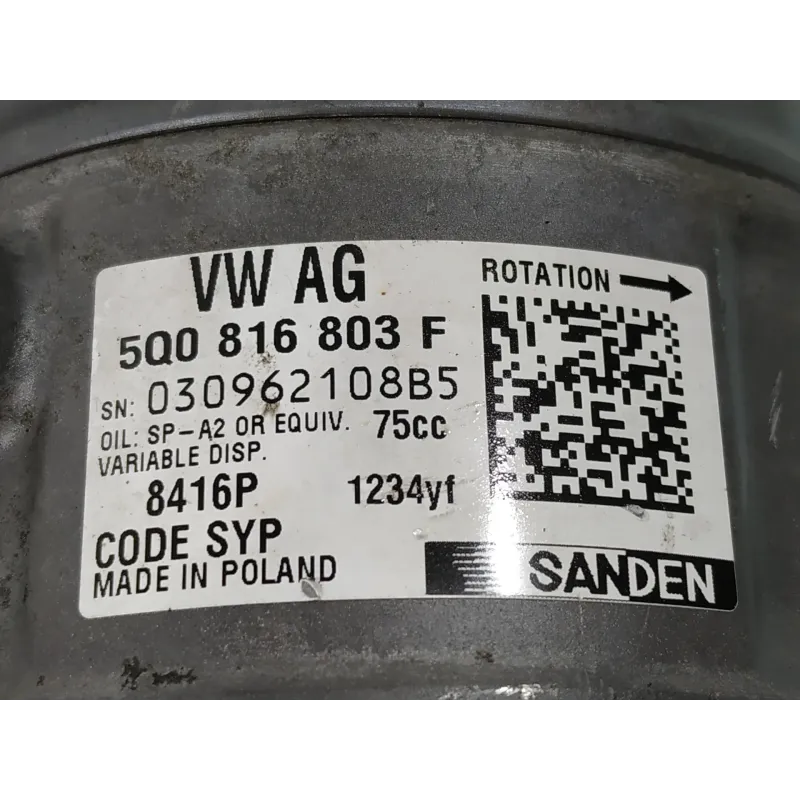 VW AG
ROTATION
5Q0 816 803 F
SN: 030962108B5
OIL: SP-A2 OR EQUIV. 75cc
VARIABLE DISP.
8416P 1234yf
CODE SYP
MADE IN POLAND
SANDEN